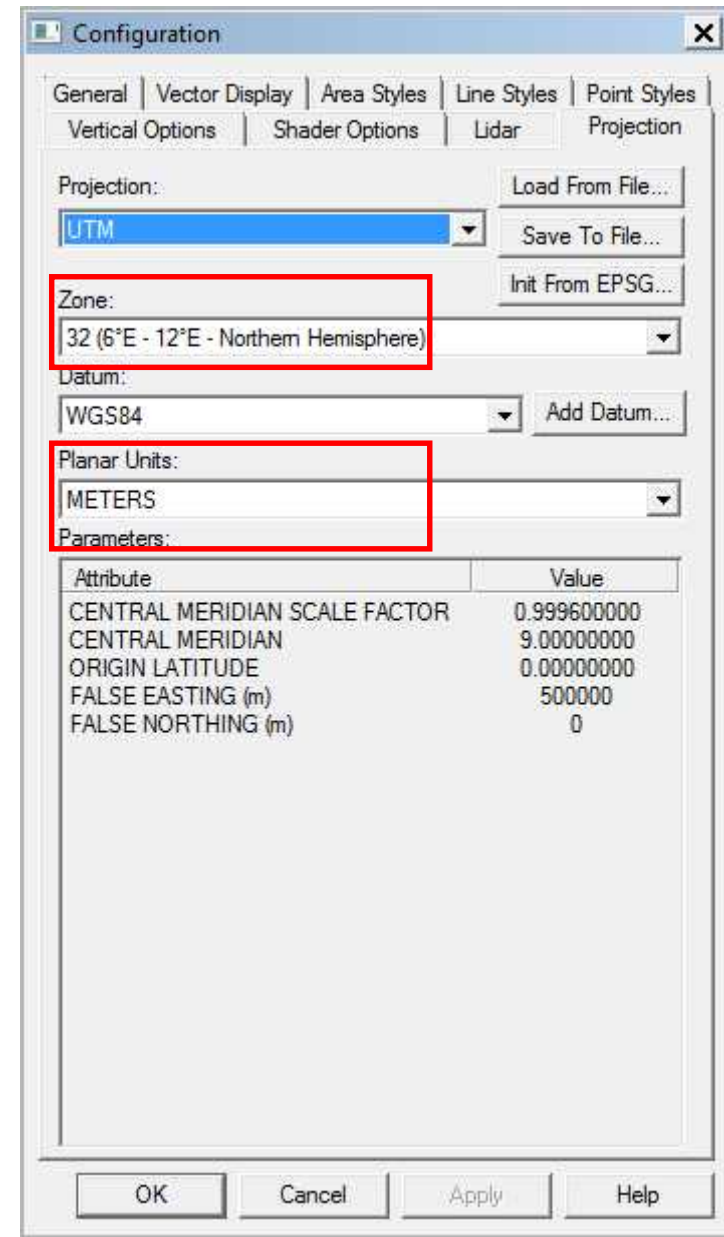 Configuration
General Vector Display Area Styles Line Styles Point Styles
Vertical Options Shader Options Lidar Projection
Projection:
Load From File...
UTM
Save To File...
Init From EPSG...
Zone:
32 (6°E - 12°E - Northern Hemisphere)
Datum:
WGS84
Add Datum...
Planar Units:
METERS
Parameters:
Attribute Value
CENTRAL MERIDIAN SCALE FACTOR 0.999600000
CENTRAL MERIDIAN 9.00000000
ORIGIN LATITUDE 0.00000000
FALSE EASTING (m) 500000
FALSE NORTHING (m) 0
OK Cancel Apply Help